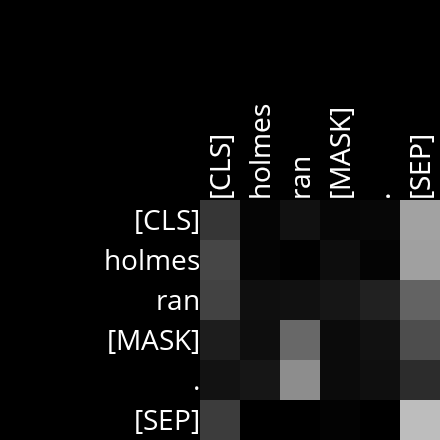 [CLS] holmes ran [MASK] . [SEP]
[CLS]
holmes
ran
[MASK]
.
[SEP]